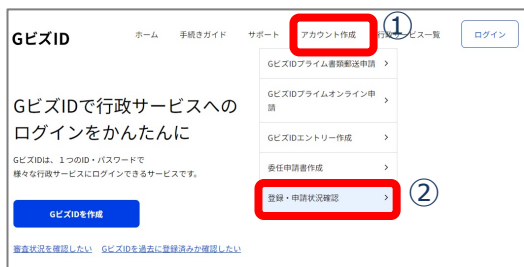 GビズID ホーム 手続きガイド サポート アカウント作成 ① 行政サービス一覧 ログイン
GビズIDプライム書類郵送申請 >
GビズIDプライムオンライン申
請 >
GビズIDエントリー作成 >
委任申請書作成 >
登録・申請状況確認 > ②
GビズIDで行政サービスへの
ログインをかんたんに
GビズIDは、１つのID・パスワードで
様々な行政サービスにログインできるサービスです。
GビズIDを作成
審査状況を確認したい GビズIDを過去に登録済みか確認したい